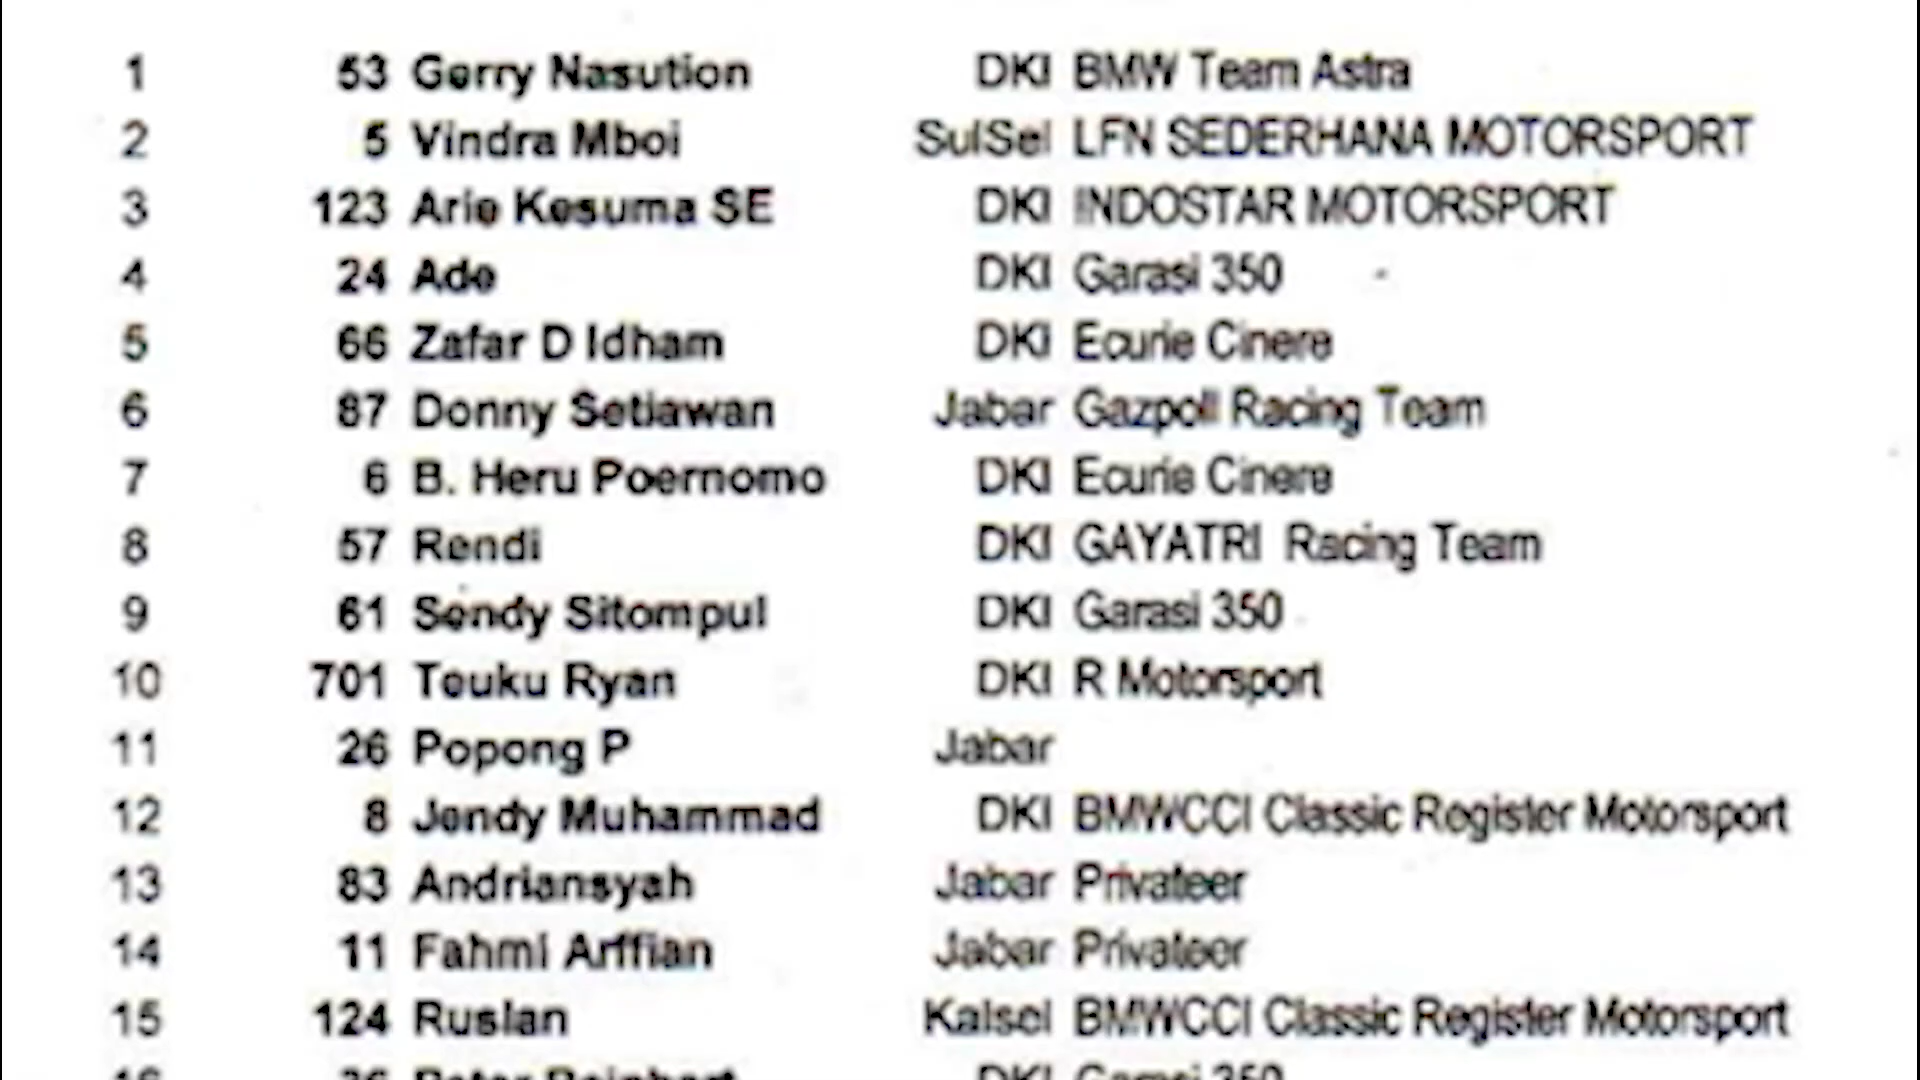 1 53 Gerry Nasution DKI BMW Team Astra
2 5 Vindra Mboi SulSel LFN SEDERHANA MOTORSPORT
3 123 Arie Kesuma SE DKI INDOSTAR MOTORSPORT
4 24 Ade DKI Garasi 350
5 66 Zafar D Idham DKI Ecurie Cinere
6 87 Donny Setiawan Jabar Gazpoll Racing Team
7 6 B. Heru Poernomo DKI Ecurie Cinere
8 57 Rendi DKI GAYATRI Racing Team
9 61 Sendy Sitompul DKI Garasi 350
10 701 Teuku Ryan DKI R Motorsport
11 26 Popong P Jabar
12 8 Jendy Muhammad DKI BMWCCI Classic Register Motorsport
13 83 Andriansyah Jabar Privateer
14 11 Fahmi Arffian Jabar Privateer
15 124 Ruslan Kalsel BMWCCI Classic Register Motorsport
16 DKI Garasi 350